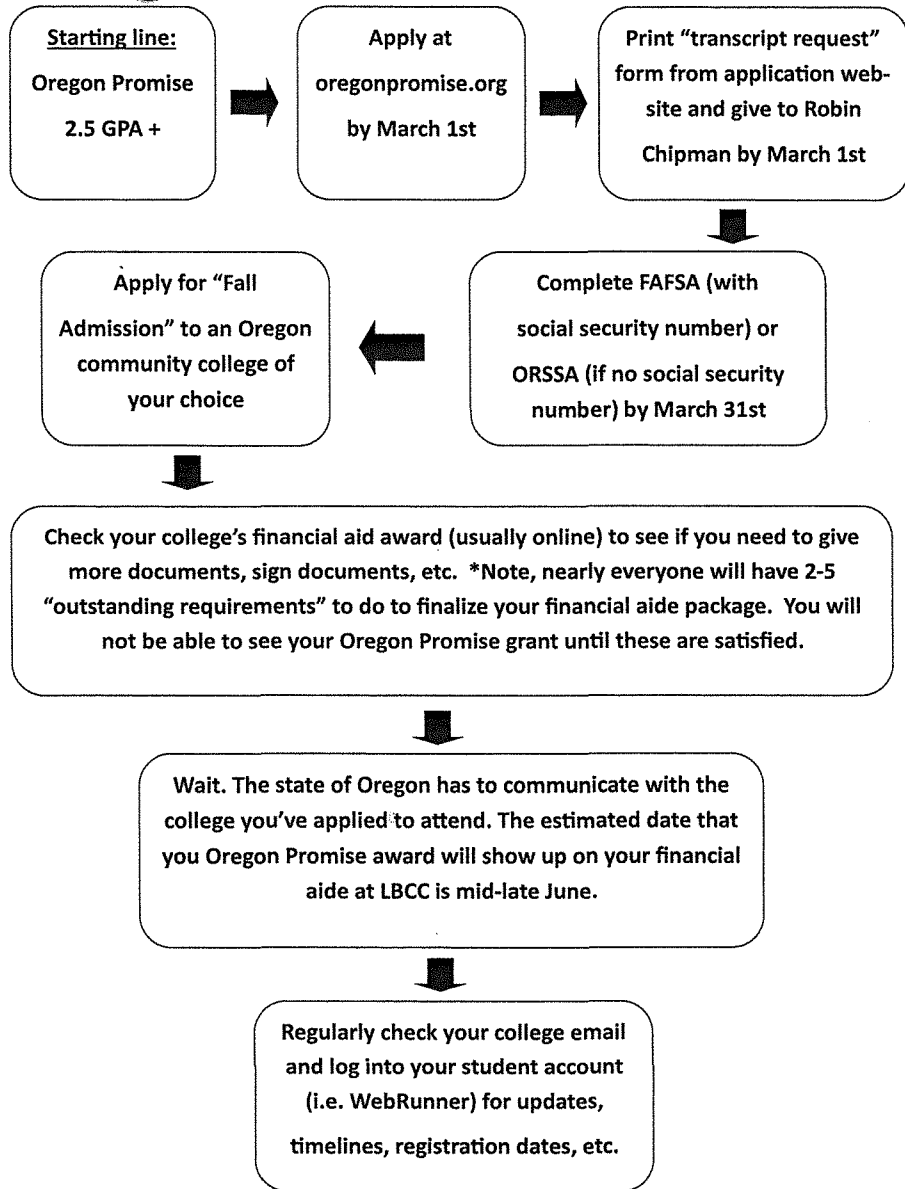 Starting line:
Oregon Promise
2.5 GPA +
Apply at
oregonpromise.org
by March 1st
Print “transcript request”
form from application web-
site and give to Robin
Chipman by March 1st
Complete FAFSA (with
social security number) or
ORSSA (if no social security
number) by March 31st
Apply for “Fall
Admission” to an Oregon
community college of
your choice
Check your college’s financial aid award (usually online) to see if you need to give
more documents, sign documents, etc. *Note, nearly everyone will have 2-5
“outstanding requirements” to do to finalize your financial aide package. You will
not be able to see your Oregon Promise grant until these are satisfied.
Wait. The state of Oregon has to communicate with the
college you’ve applied to attend. The estimated date that
you Oregon Promise award will show up on your financial
aide at LBCC is mid-late June.
Regularly check your college email
and log into your student account
(i.e. WebRunner) for updates,
timelines, registration dates, etc.